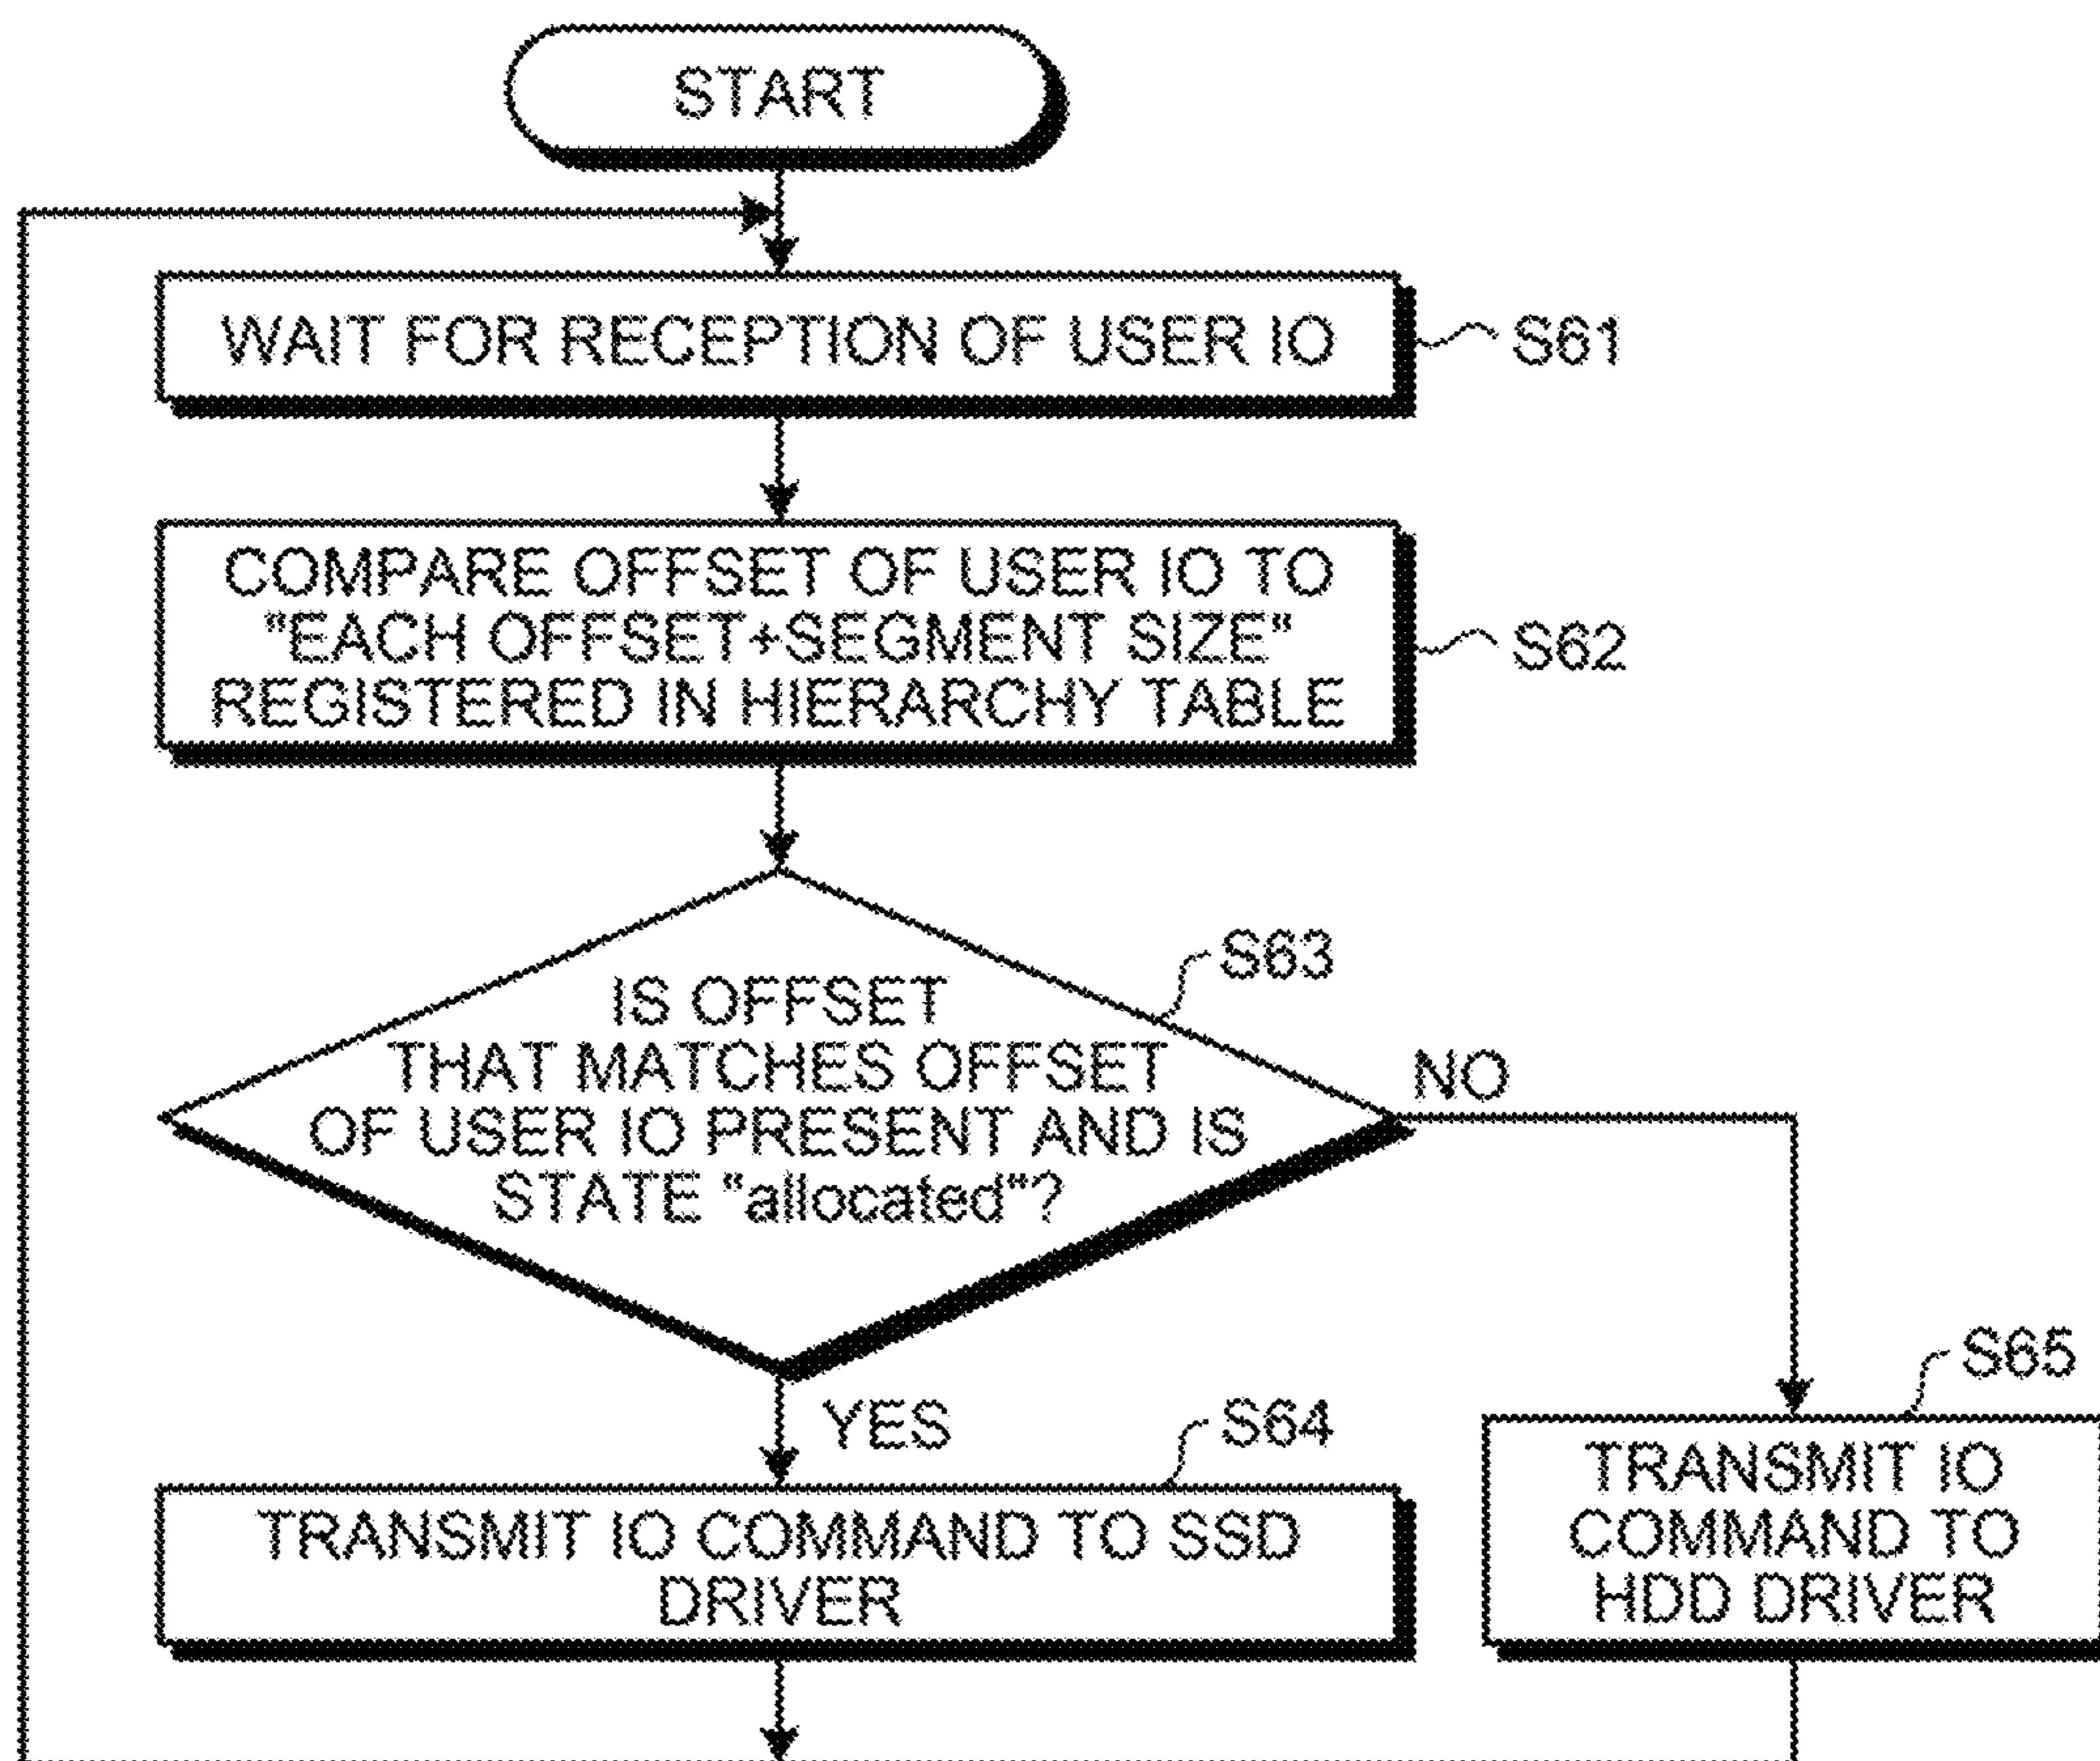 START
WAIT FOR RECEPTION OF USER IO
S61
COMPARE OFFSET OF USER IO TO
"EACH OFFSET+SEGMENT SIZE"
REGISTERED IN HIERARCHY TABLE
S62
S63
IS OFFSET
THAT MATCHES OFFSET
OF USER IO PRESENT AND IS
STATE "allocated"?
NO
YES
S64
TRANSMIT IO COMMAND TO SSD
DRIVER
S65
TRANSMIT IO
COMMAND TO
HDD DRIVER